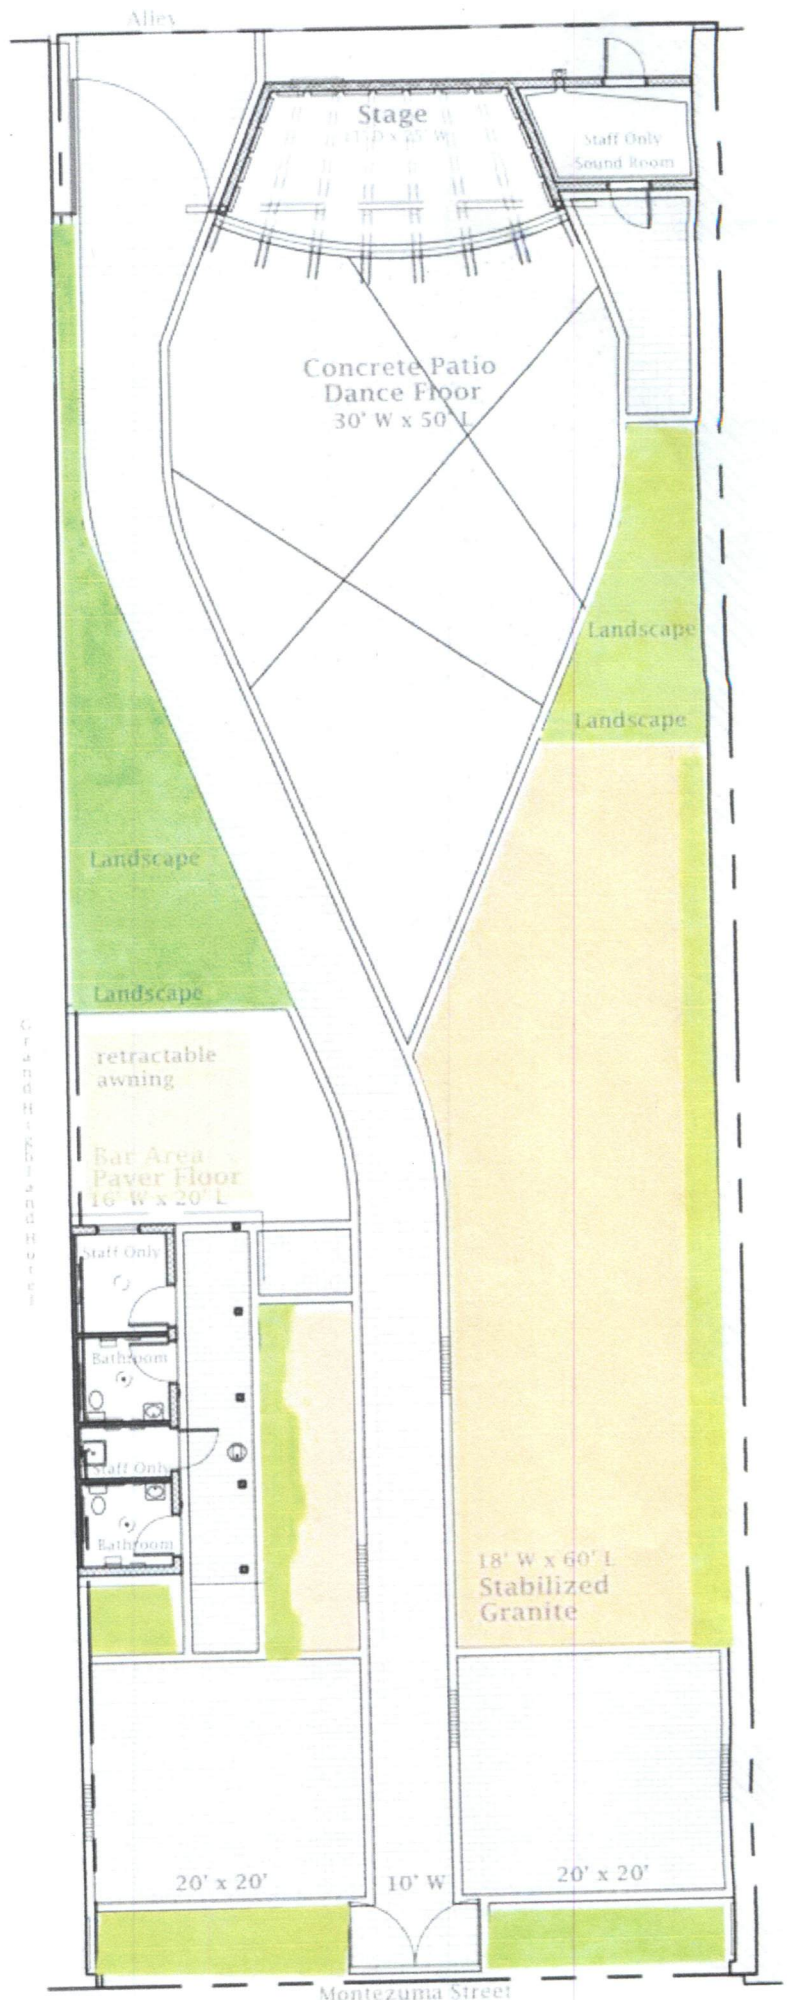 Alley
Stage
Staff Only
Sound Room
Concrete Patio
Dance Floor
30' W x 50' L
Landscape
Landscape
Landscape
Landscape
Grand Highland Hotel
retractable
awning
Bar Area
Paver Floor
16' W x 20' L
Staff Only
Bathroom
Staff Only
Bathroom
18' W x 60' L
Stabilized
Granite
20' x 20'
10' W
20' x 20'
Montezuma Street